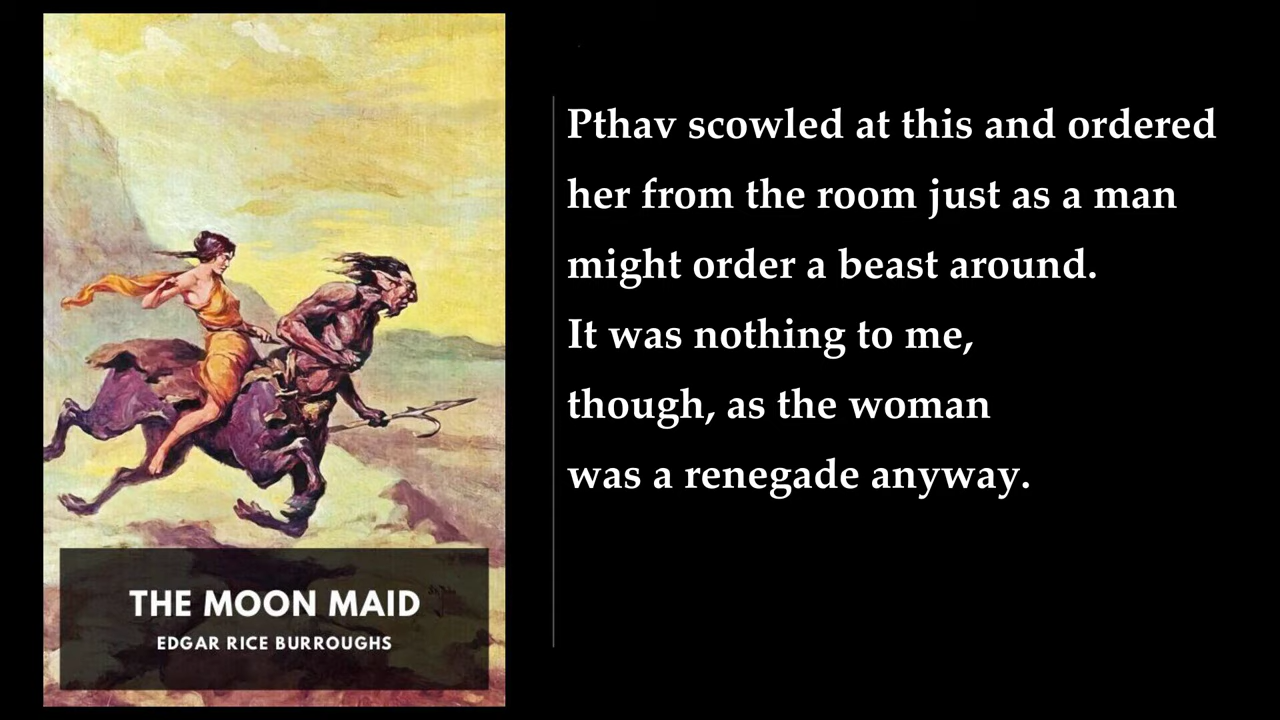 THE MOON MAID
EDGAR RICE BURROUGHS
Pthav scowled at this and ordered
her from the room just as a man
might order a beast around.
It was nothing to me,
though, as the woman
was a renegade anyway.